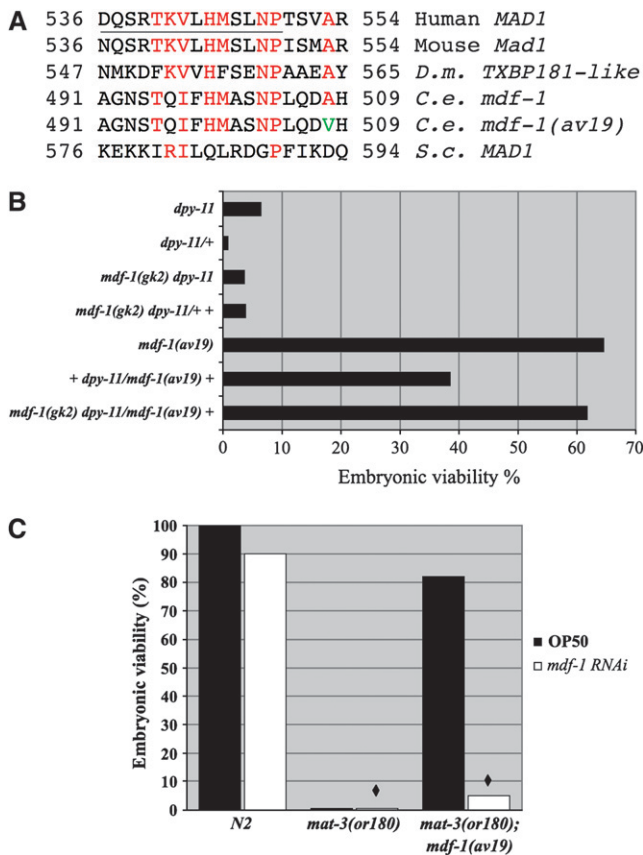 A
536 DQSRTKVLHMSLNPTSVAR 554 Human MAD1
536 NQSRTKVLHMSLNPISMAR 554 Mouse Mad1
547 NMKDFKVVHFSENPAAEAY 565 D.m. TXBP181-like
491 AGNSTQIFHMASNPLQDAH 509 C.e. mdf-1
491 AGNSTQIFHMASNPLQDVH 509 C.e. mdf-1(av19)
576 KEKKIRILQLRDGPFIKDQ 594 S.c. MAD1
B
dpy-11
dpy-11/+
mdf-1(gk2) dpy-11
mdf-1(gk2) dpy-11/+ +
mdf-1(av19)
+ dpy-11/mdf-1(av19) +
mdf-1(gk2) dpy-11/mdf-1(av19) +
0 10 20 30 40 50 60 70
Embryonic viability %
C
Embryonic viability (%)
100
90
80
70
60
50
40
30
20
10
0
N2 mat-3(or180) mat-3(or180);
mdf-1(av19)
OP50
mdf-1 RNAi